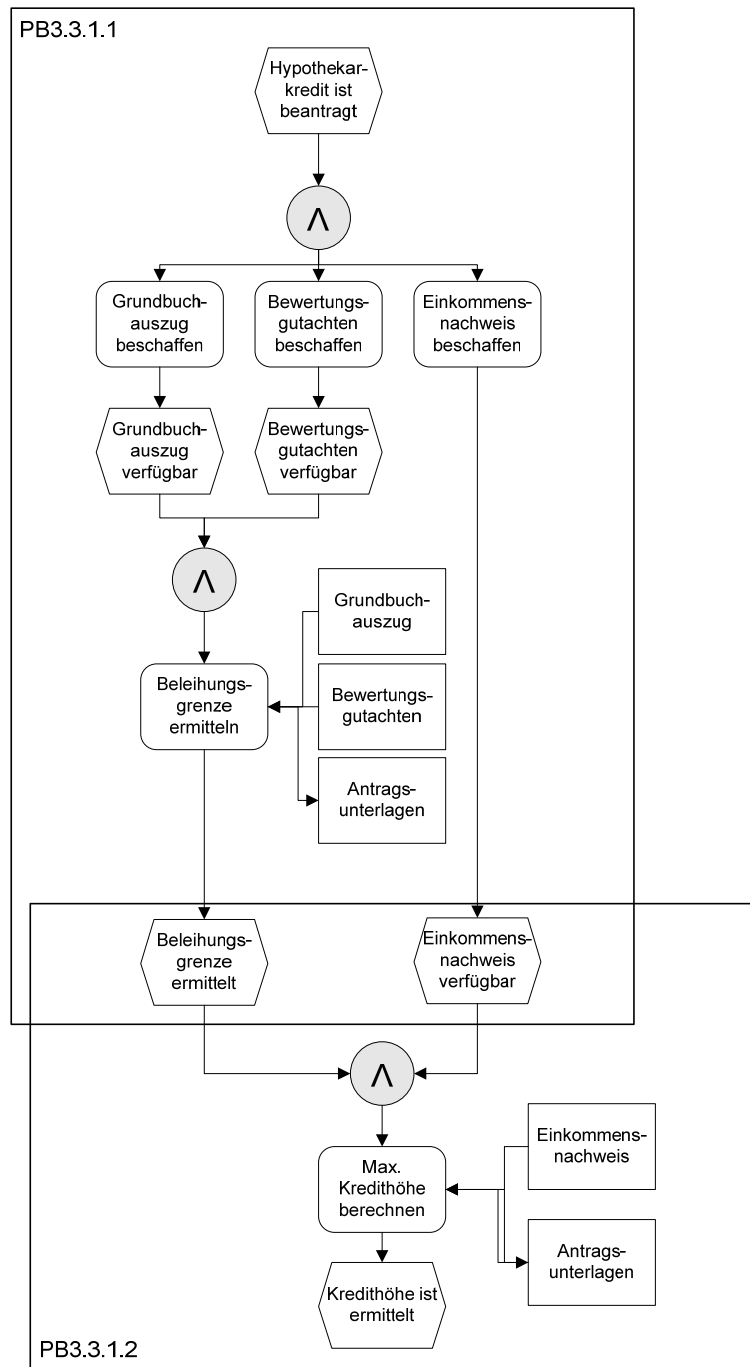 PB3.3.1.1
Hypothekar-
kredit ist
beantragt
Λ
Grundbuch-
auszug
beschaffen
Bewertungs-
gutachten
beschaffen
Einkommens-
nachweis
beschaffen
Grundbuch-
auszug
verfügbar
Bewertungs-
gutachten
verfügbar
Λ
Grundbuch-
auszug
Beleihungs-
grenze
ermitteln
Bewertungs-
gutachten
Antrags-
unterlagen
Beleihungs-
grenze
ermittelt
Einkommens-
nachweis
verfügbar
Λ
Einkommens-
nachweis
Max.
Kredithöhe
berechnen
Antrags-
unterlagen
Kredithöhe ist
ermittelt
PB3.3.1.2